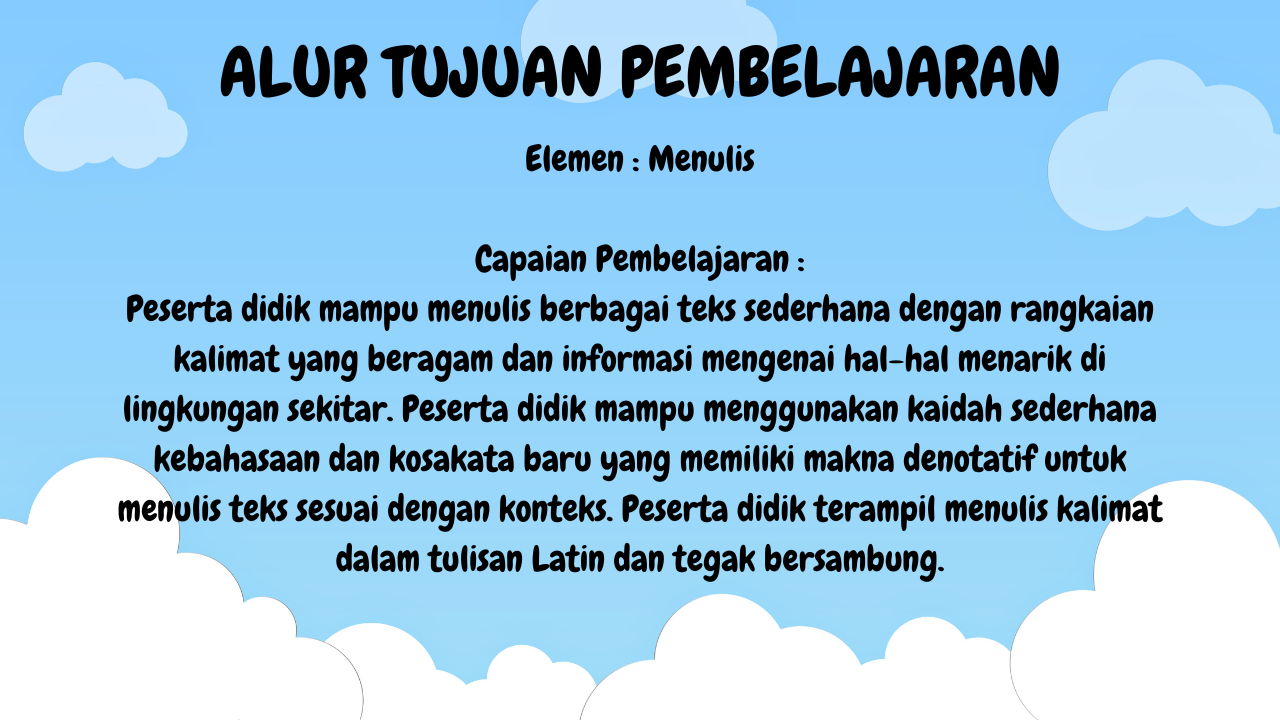 ALUR TUJUAN PEMBELAJARAN
Elemen : Menulis
Capaian Pembelajaran :
Peserta didik mampu menulis berbagai teks sederhana dengan rangkaian
kalimat yang beragam dan informasi mengenai hal-hal menarik di
lingkungan sekitar. Peserta didik mampu menggunakan kaidah sederhana
kebahasaan dan kosakata baru yang memiliki makna denotatif untuk
menulis teks sesuai dengan konteks. Peserta didik terampil menulis kalimat
dalam tulisan Latin dan tegak bersambung.